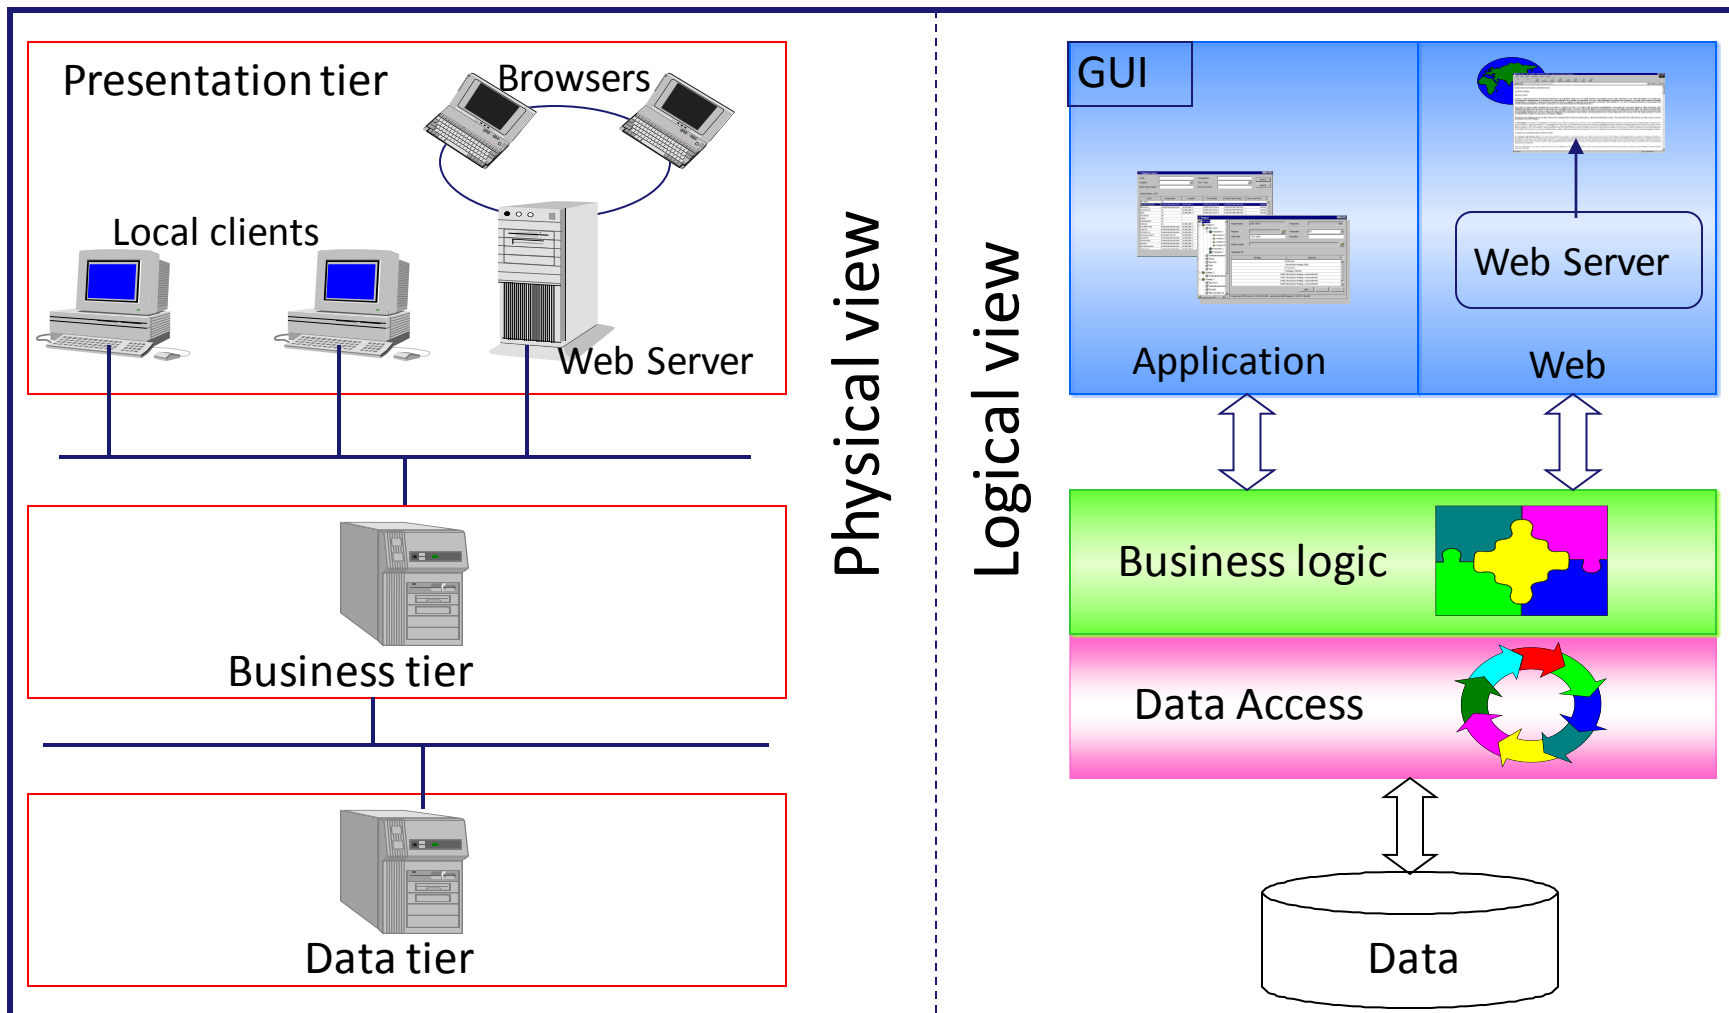 Presentation tier
Browsers
Local clients
Web Server
Business tier
Data tier
Physical view
Logical view
GUI
Application
Web Server
Web
Business logic
Data Access
Data